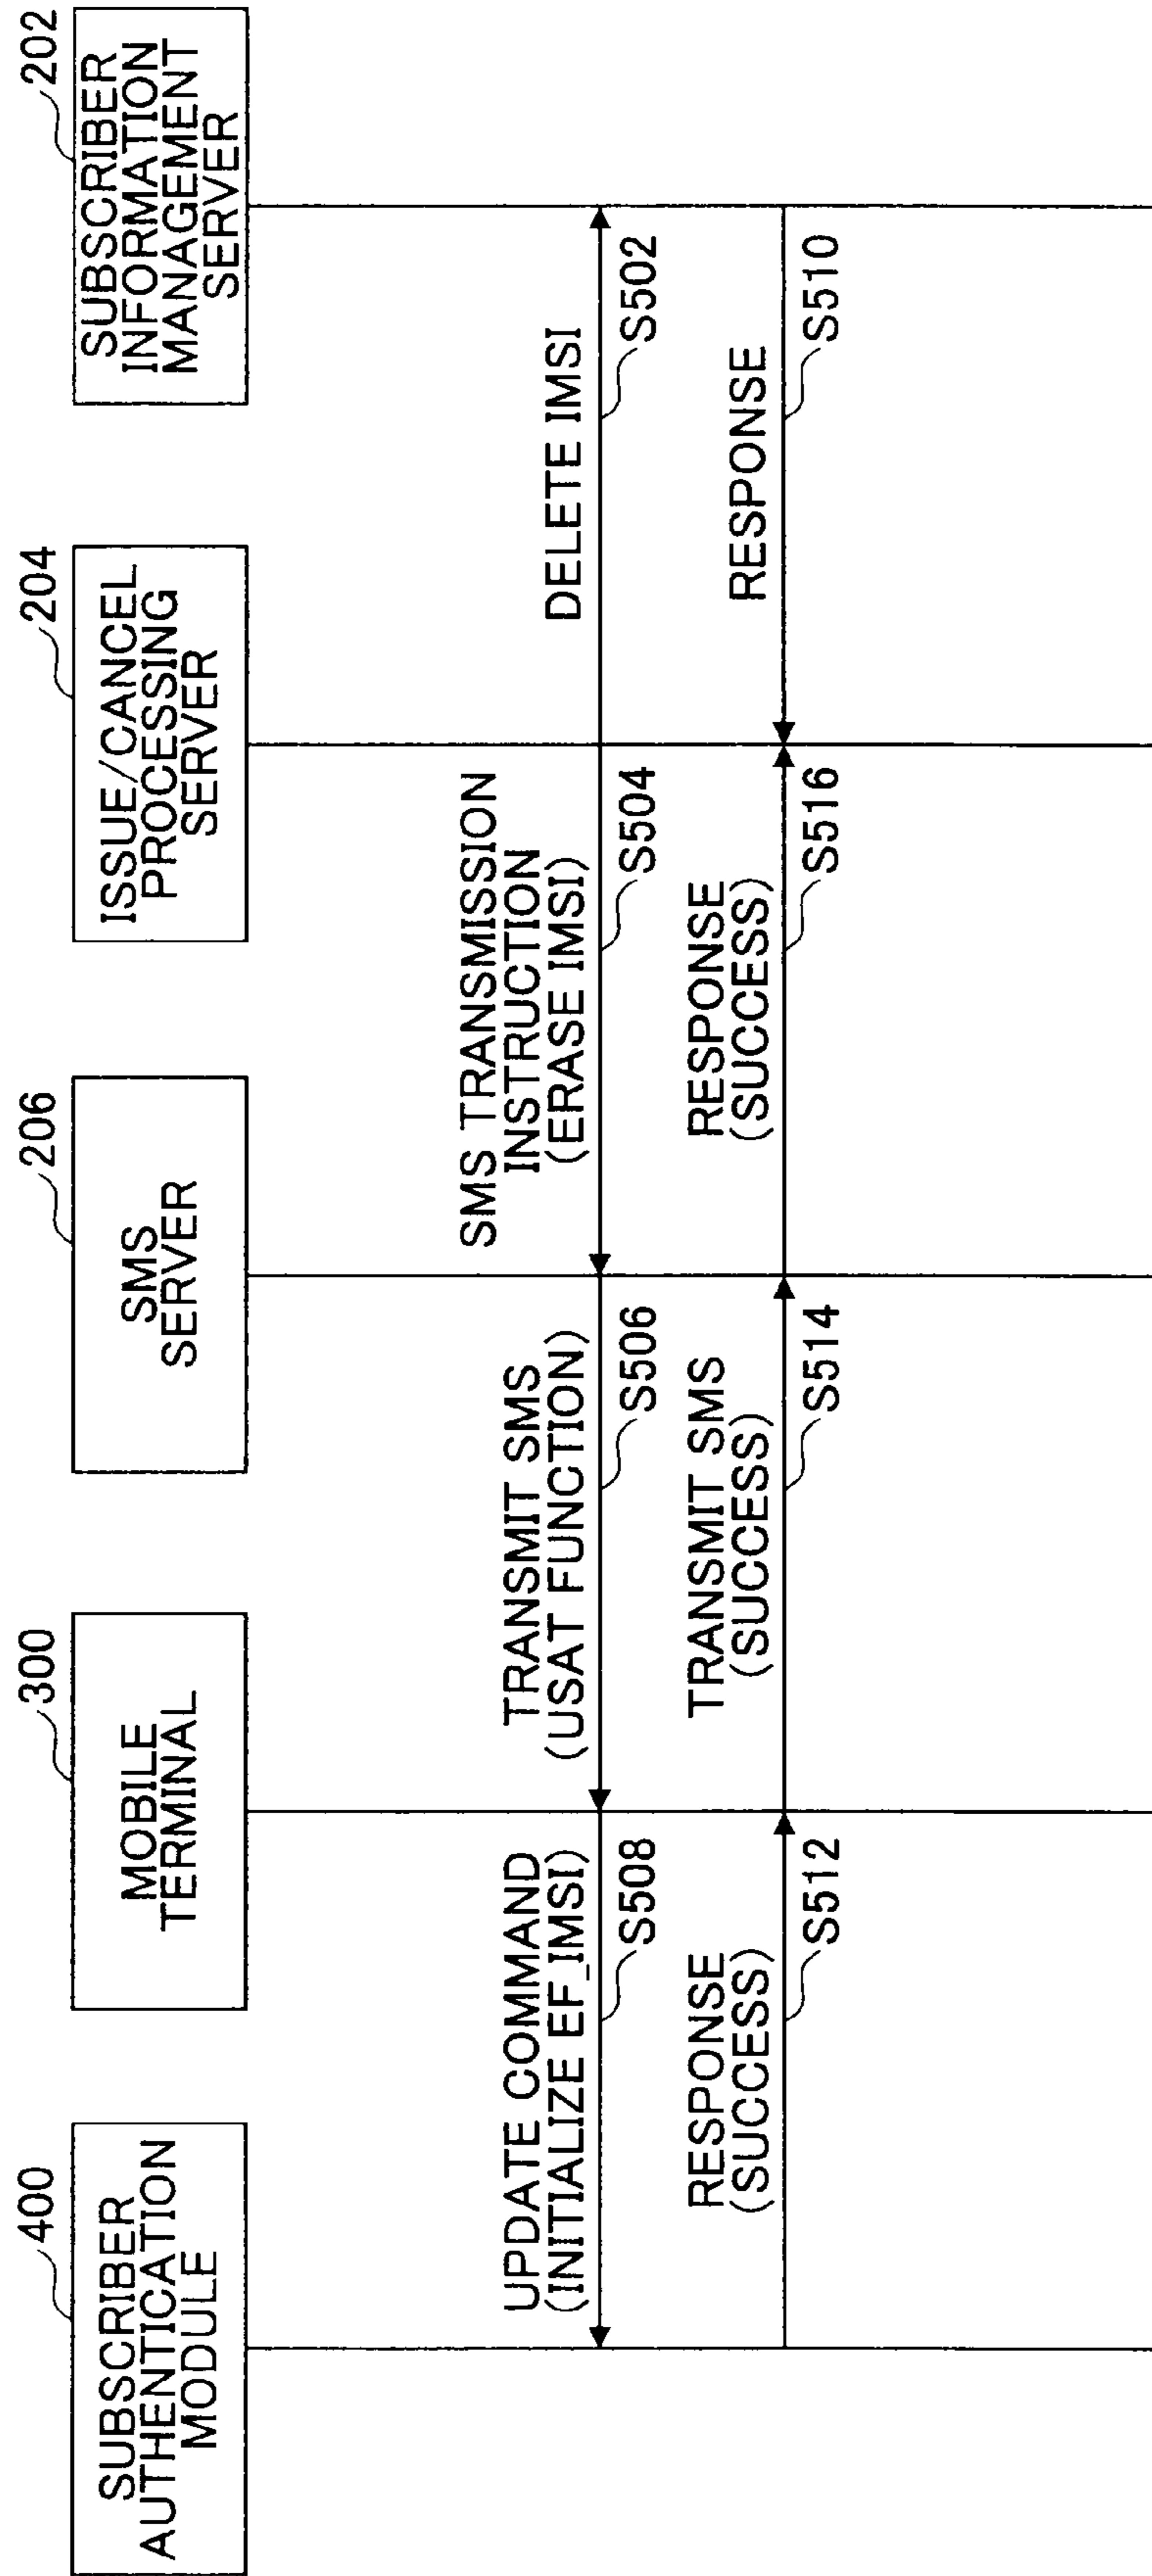 400
SUBSCRIBER
AUTHENTICATION
MODULE
300
MOBILE
TERMINAL
206
SMS
SERVER
204
ISSUE/CANCEL
PROCESSING
SERVER
202
SUBSCRIBER
INFORMATION
MANAGEMENT
SERVER
UPDATE COMMAND
(INITIALIZE EF_IMSI)
S508
TRANSMIT SMS
(USAT FUNCTION)
S506
SMS TRANSMISSION
INSTRUCTION
(ERASE IMSI)
S504
DELETE IMSI
S502
RESPONSE
(SUCCESS)
S512
TRANSMIT SMS
(SUCCESS)
S514
RESPONSE
(SUCCESS)
S516
RESPONSE
S510